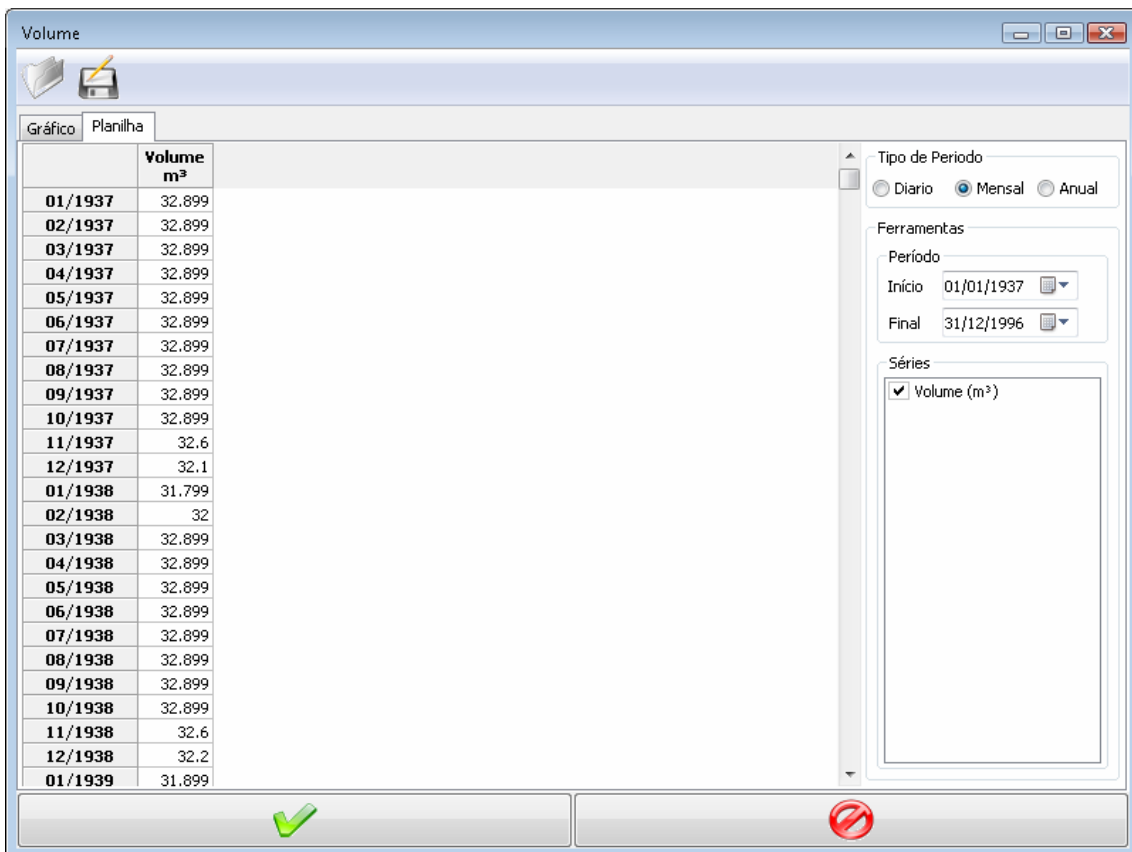 Volume
Gráfico Planilha
Volume
m³
01/1937 32.899
02/1937 32.899
03/1937 32.899
04/1937 32.899
05/1937 32.899
06/1937 32.899
07/1937 32.899
08/1937 32.899
09/1937 32.899
10/1937 32.899
11/1937 32.6
12/1937 32.1
01/1938 31.799
02/1938 32
03/1938 32.899
04/1938 32.899
05/1938 32.899
06/1938 32.899
07/1938 32.899
08/1938 32.899
09/1938 32.899
10/1938 32.899
11/1938 32.6
12/1938 32.2
01/1939 31.899
Tipo de Periodo
Diario Mensal Anual
Ferramentas
Período
Início 01/01/1937
Final 31/12/1996
Séries
Volume (m³)